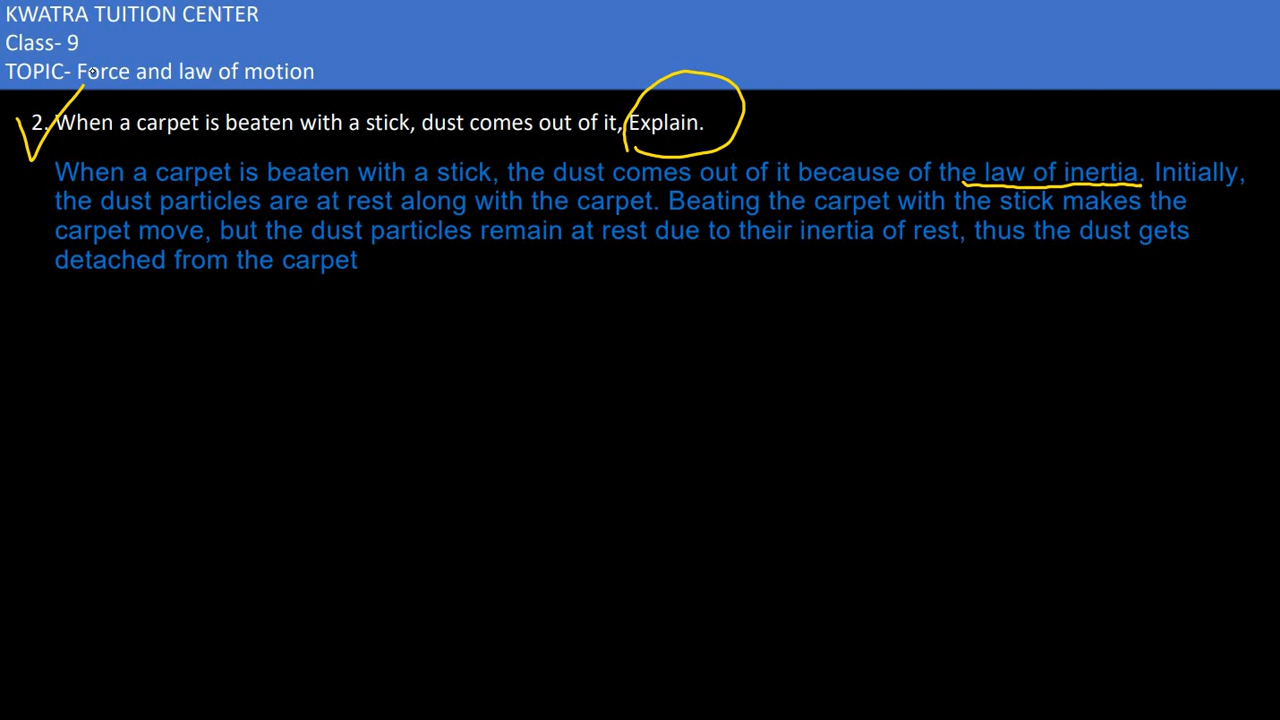 KWATRA TUITION CENTER
Class- 9
TOPIC- Force and law of motion
2. When a carpet is beaten with a stick, dust comes out of it, Explain.
When a carpet is beaten with a stick, the dust comes out of it because of the law of inertia. Initially,
the dust particles are at rest along with the carpet. Beating the carpet with the stick makes the
carpet move, but the dust particles remain at rest due to their inertia of rest, thus the dust gets
detached from the carpet